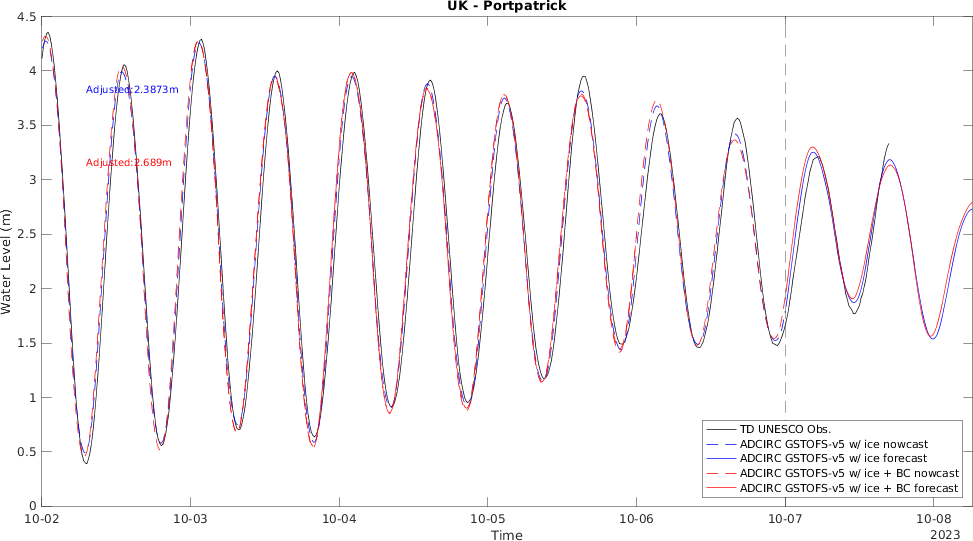 UK - Portpatrick
4.5
4
3.5
3
2.5
2
1.5
1
0.5
0
Water Level (m)
Adjusted:2.3873m
Adjusted:2.689m
TD UNESCO Obs.
ADCIRC GSTOFS-v5 w/ ice nowcast
ADCIRC GSTOFS-v5 w/ ice forecast
ADCIRC GSTOFS-v5 w/ ice + BC nowcast
ADCIRC GSTOFS-v5 w/ ice + BC forecast
10-02 10-03 10-04 10-05 10-06 10-07 10-08
Time
2023